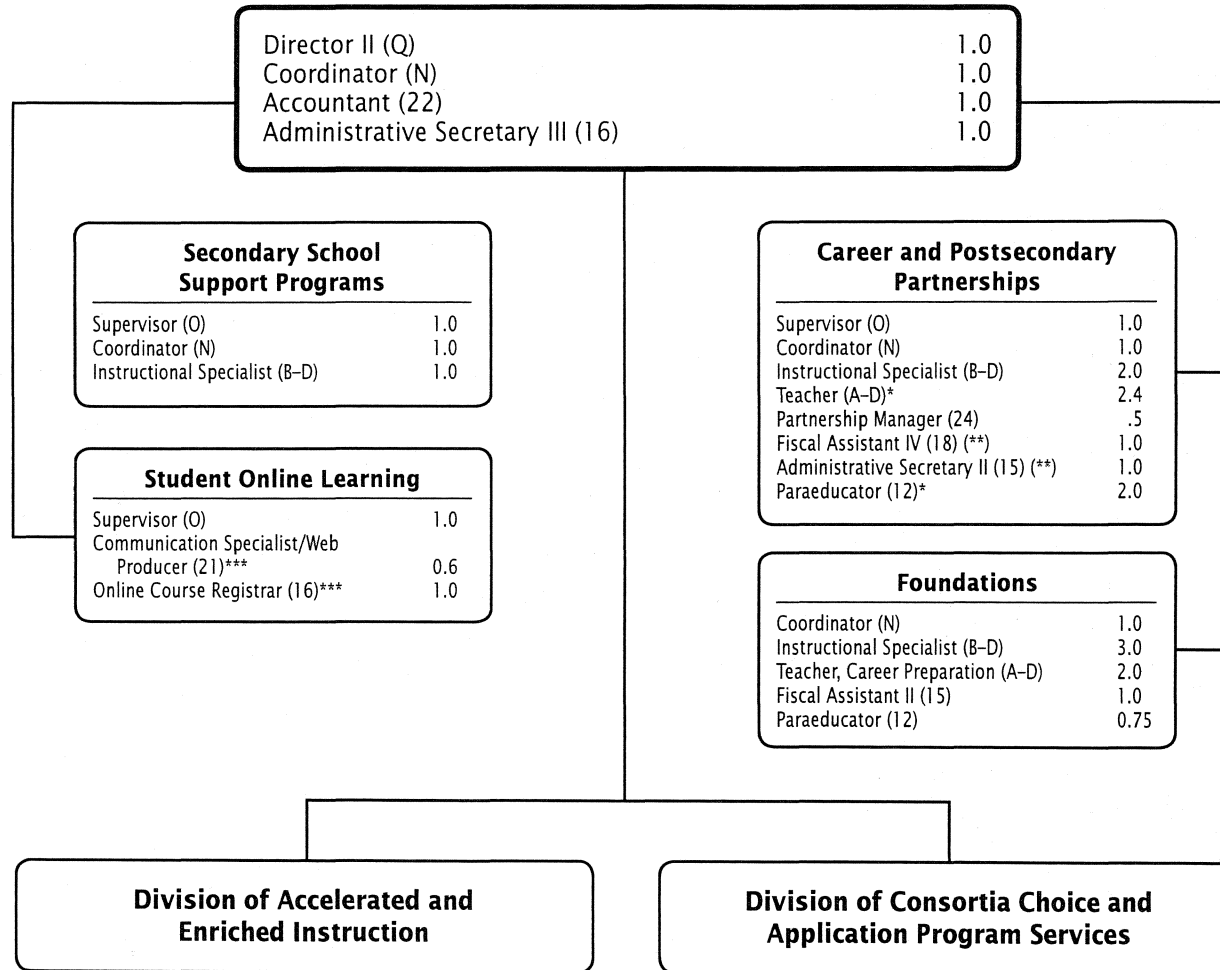 Director II (Q) 1.0
Coordinator (N) 1.0
Accountant (22) 1.0
Administrative Secretary III (16) 1.0
Secondary School
Support Programs
Supervisor (O) 1.0
Coordinator (N) 1.0
Instructional Specialist (B–D) 1.0
Student Online Learning
Supervisor (O) 1.0
Communication Specialist/Web
Producer (21)*** 0.6
Online Course Registrar (16)*** 1.0
Career and Postsecondary
Partnerships
Supervisor (O) 1.0
Coordinator (N) 1.0
Instructional Specialist (B–D) 2.0
Teacher (A–D)* 2.4
Partnership Manager (24) .5
Fiscal Assistant IV (18) (**) 1.0
Administrative Secretary II (15) (**) 1.0
Paraeducator (12)* 2.0
Foundations
Coordinator (N) 1.0
Instructional Specialist (B–D) 3.0
Teacher, Career Preparation (A–D) 2.0
Fiscal Assistant II (15) 1.0
Paraeducator (12) 0.75
Division of Accelerated and
Enriched Instruction
Division of Consortia Choice and
Application Program Services